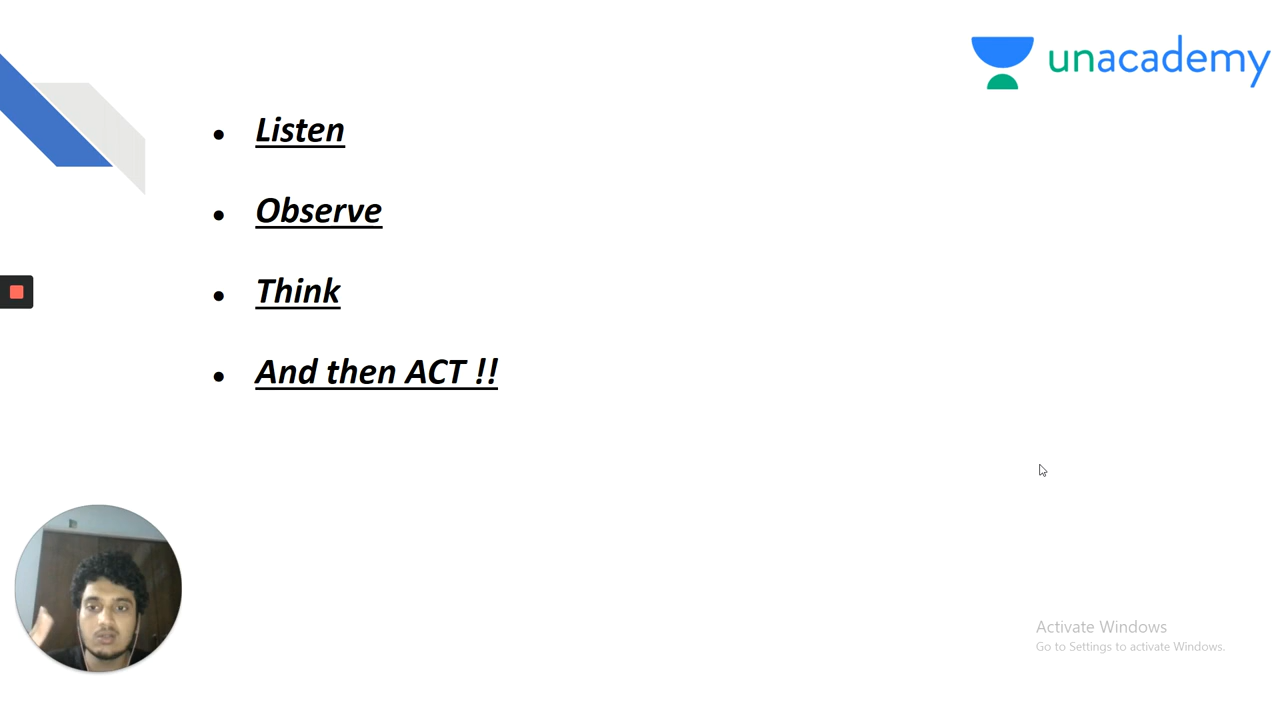 unacademy
• Listen
• Observe
• Think
• And then ACT !!
Activate Windows
Go to Settings to activate Windows.